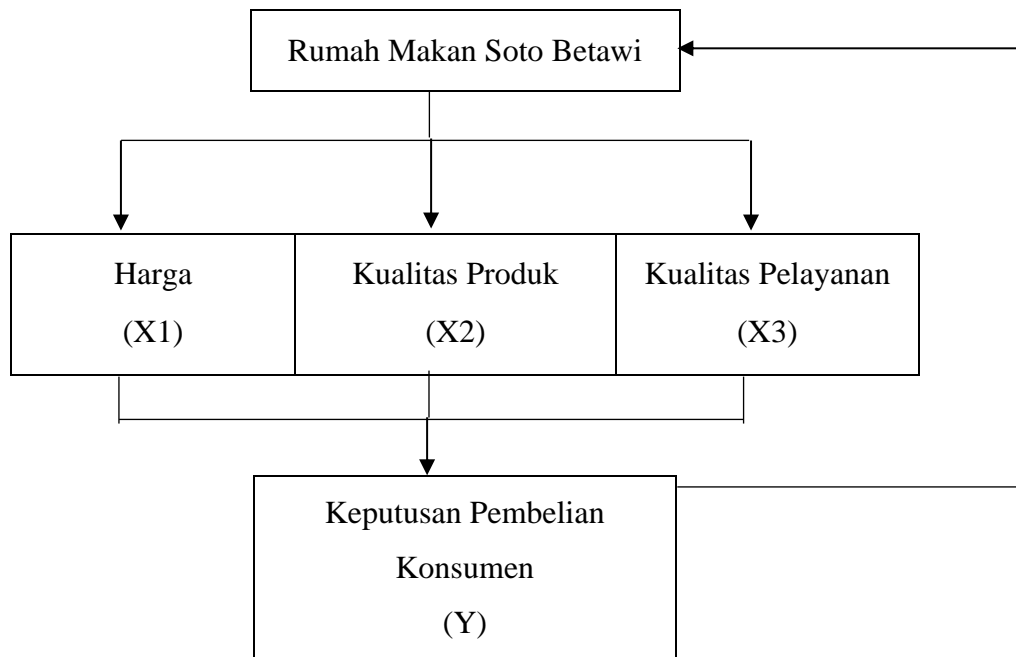 Rumah Makan Soto Betawi
Harga
(X1)
Kualitas Produk
(X2)
Kualitas Pelayanan
(X3)
Keputusan Pembelian
Konsumen
(Y)